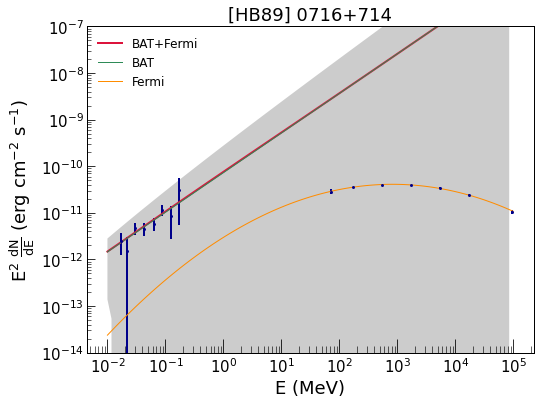 [HB89] 0716+714
BAT+Fermi
BAT
Fermi
E² dN/dE (erg cm⁻² s⁻¹)
10⁻⁷
10⁻⁸
10⁻⁹
10⁻¹⁰
10⁻¹¹
10⁻¹²
10⁻¹³
10⁻¹⁴
10⁻² 10⁻¹ 10⁰ 10¹ 10² 10³ 10⁴ 10⁵
E (MeV)